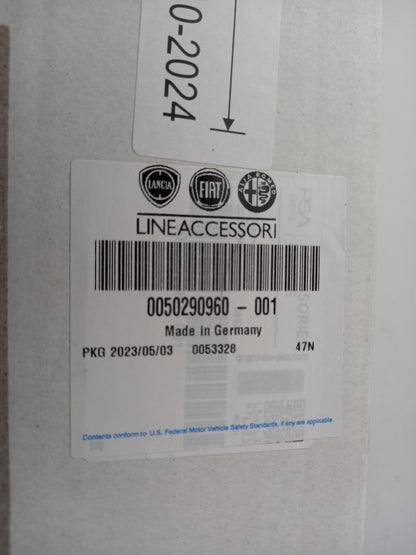 0-2024
LANCIA FIAT ALFA ROMEO
LINEACCESSORI
0050290960 - 001
Made in Germany
PKG 2023/05/03 0053328 47N
Contents conform to U.S. Federal Motor Vehicle Safety Standards, if any are applicable.